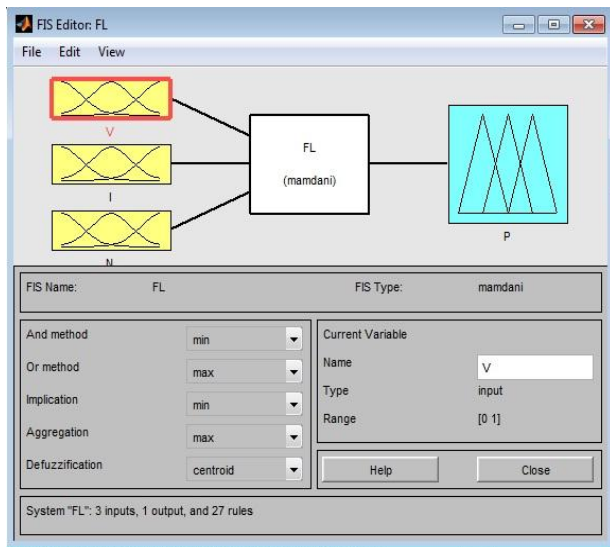 FIS Editor: FL
File Edit View
V
I
N
FL
(mamdani)
P
FIS Name: FL FIS Type: mamdani
And method min
Or method max
Implication min
Aggregation max
Defuzzification centroid
Current Variable
Name V
Type input
Range [0 1]
Help Close
System "FL": 3 inputs, 1 output, and 27 rules